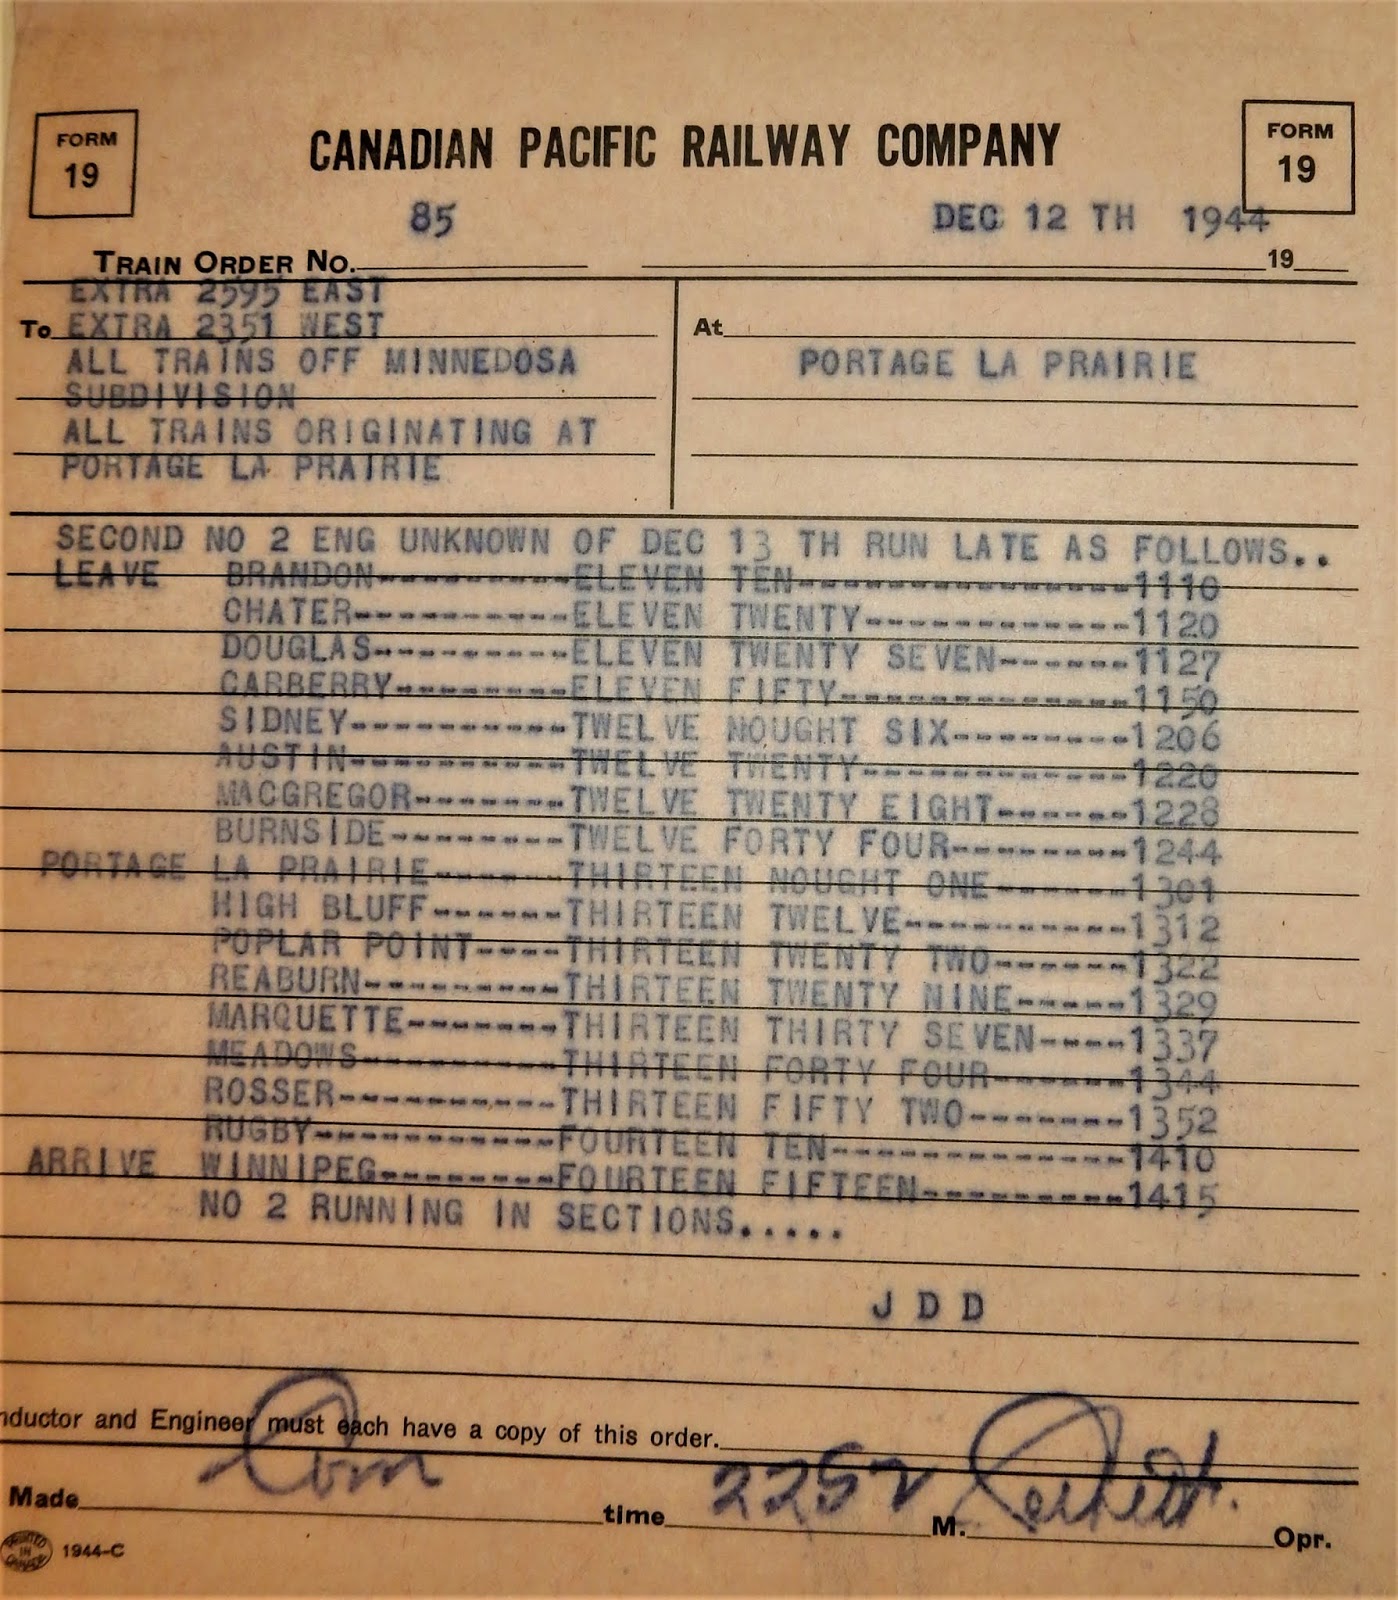 FORM 19
CANADIAN PACIFIC RAILWAY COMPANY
FORM 19
85
DEC 12 TH 1944
TRAIN ORDER No. 19
EXTRA 2595 EAST
To EXTRA 2351 WEST
At
ALL TRAINS OFF MINNEDOSA
PORTAGE LA PRAIRIE
SUBDIVISION
ALL TRAINS ORIGINATING AT
PORTAGE LA PRAIRIE
SECOND NO 2 ENG UNKNOWN OF DEC 13 TH RUN LATE AS FOLLOWS..
LEAVE BRANDON----------ELEVEN TEN-----------------1110
CHATER-----------ELEVEN TWENTY-------------1120
DOUGLAS----------ELEVEN TWENTY SEVEN------1127
CARBERRY---------ELEVEN FIFTY--------------1150
SIDNEY-----------TWELVE NOUGHT SIX---------1206
AUSTIN-----------TWELVE TWENTY-------------1220
MACGREGOR--------TWELVE TWENTY EIGHT------1228
BURNSIDE---------TWELVE FORTY FOUR---------1244
PORTAGE LA PRAIRIE------THIRTEEN NOUGHT ONE------1301
HIGH BLUFF------THIRTEEN TWELVE-----------1312
POPLAR POINT----THIRTEEN TWENTY TWO------1322
REABURN---------THIRTEEN TWENTY NINE-----1329
MARQUETTE-------THIRTEEN THIRTY SEVEN----1337
MEADOWS---------THIRTEEN FORTY FOUR------1344
ROSSER----------THIRTEEN FIFTY TWO-------1352
RUGBY-----------FOURTEEN TEN--------------1410
ARRIVE WINNIPEG--------FOURTEEN FIFTEEN---------1415
NO 2 RUNNING IN SECTIONS.....
J D D
nductor and Engineer must each have a copy of this order.
Made Com time 2252 M. Opr.
PRINTED IN CANADA 1944-C